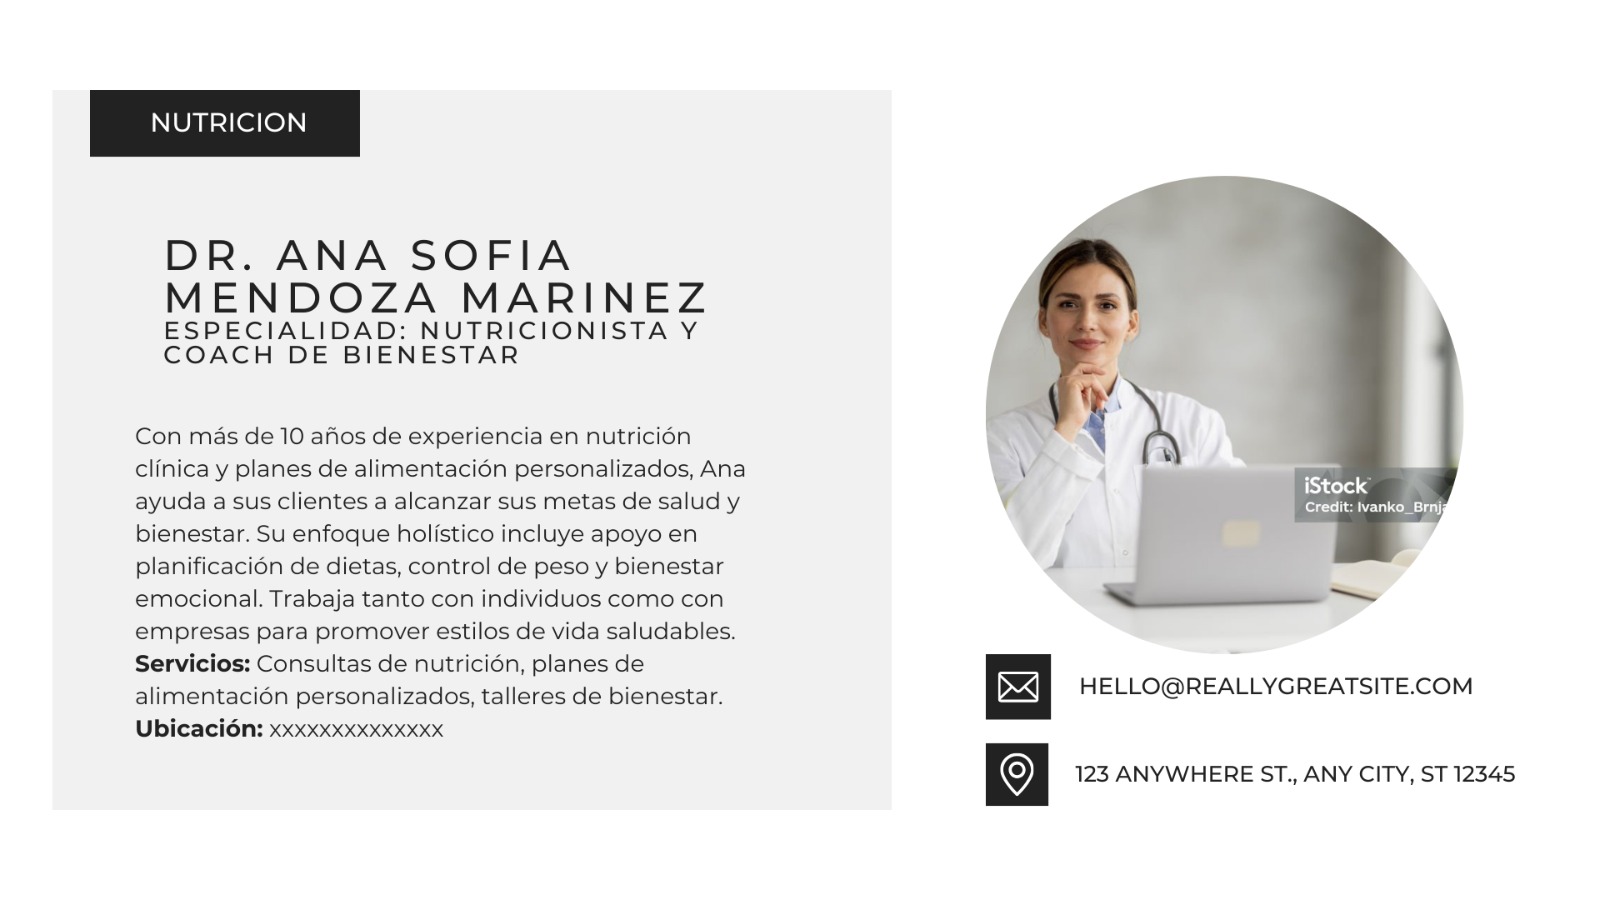 NUTRICION
DR. ANA SOFIA
MENDOZA MARINEZ
ESPECIALIDAD: NUTRICIONISTA Y
COACH DE BIENESTAR
Con más de 10 años de experiencia en nutrición
clínica y planes de alimentación personalizados, Ana
ayuda a sus clientes a alcanzar sus metas de salud y
bienestar. Su enfoque holístico incluye apoyo en
planificación de dietas, control de peso y bienestar
emocional. Trabaja tanto con individuos como con
empresas para promover estilos de vida saludables.
Servicios: Consultas de nutrición, planes de
alimentación personalizados, talleres de bienestar.
Ubicación: xxxxxxxxxxxxxx
iStock
Credit: Ivanko_Brnja
HELLO@REALLYGREATSITE.COM
123 ANYWHERE ST., ANY CITY, ST 12345